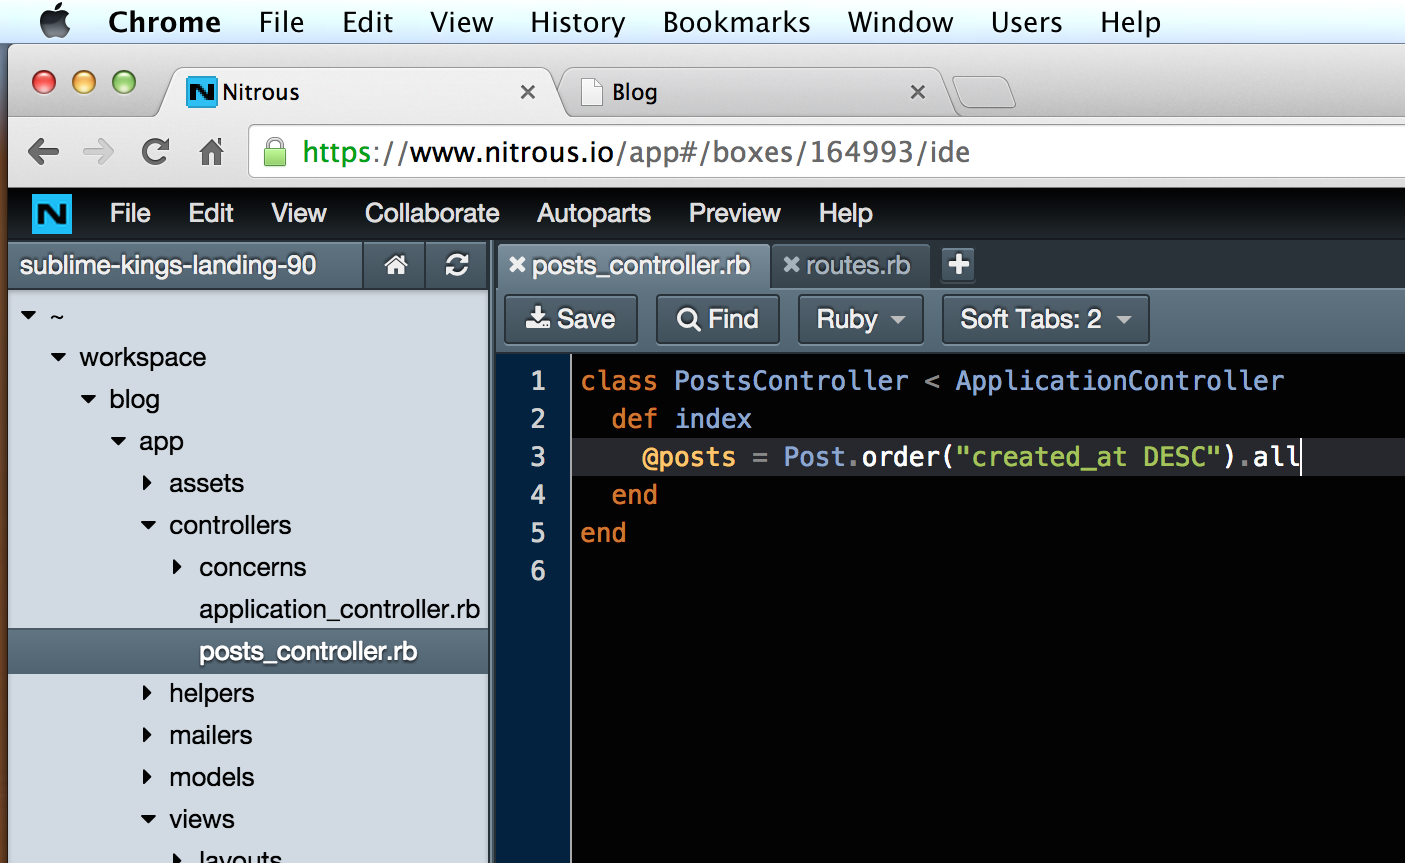 Chrome File Edit View History Bookmarks Window Users Help
Nitrous Blog
https://www.nitrous.io/app#/boxes/164993/ide
N File Edit View Collaborate Autoparts Preview Help
sublime-kings-landing-90
posts_controller.rb routes.rb
Save Find Ruby Soft Tabs: 2
~
workspace
blog
app
assets
controllers
concerns
application_controller.rb
posts_controller.rb
helpers
mailers
models
views
layouts
1 class PostsController < ApplicationController
2 def index
3 @posts = Post.order("created_at DESC").all
4 end
5 end
6